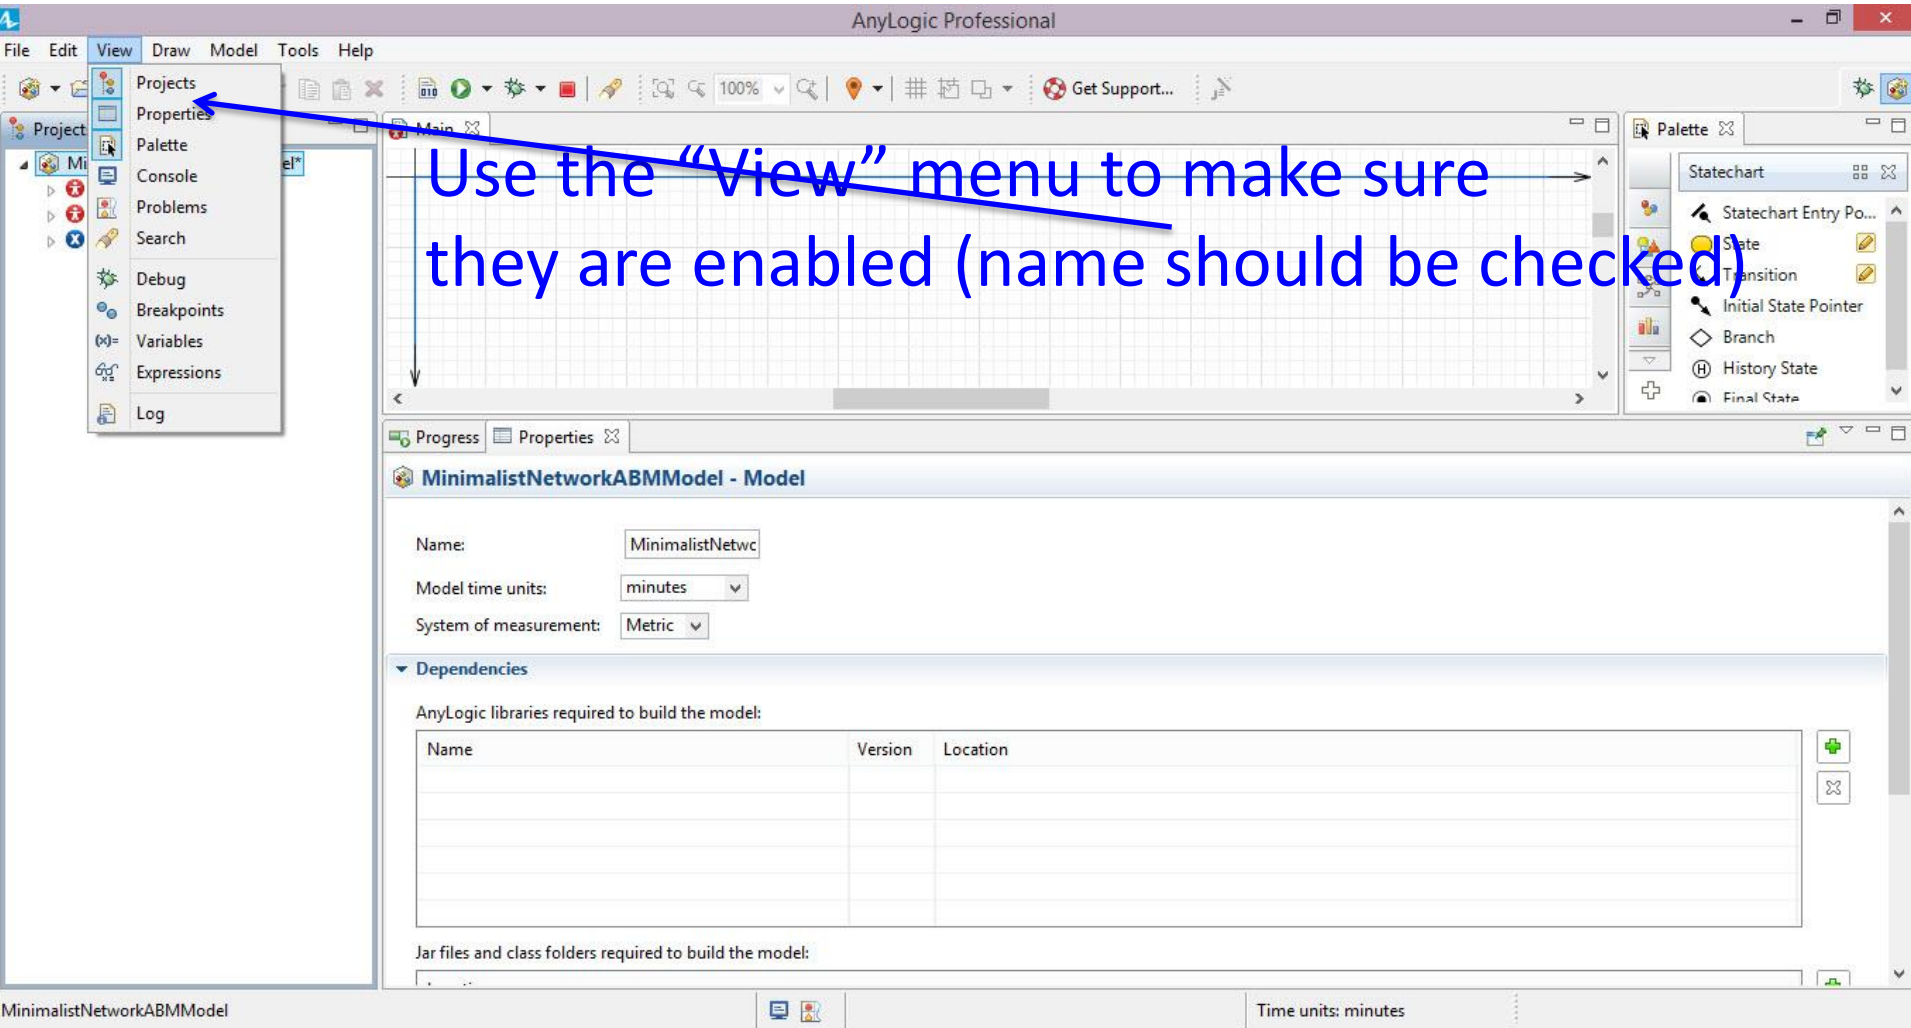 AnyLogic Professional
File Edit View Draw Model Tools Help
100% Get Support...
Projects
Properties
Palette
Console
Problems
Search
Debug
Breakpoints
Variables
Expressions
Log
Project
Mi el*
Main
Use the “View” menu to make sure
they are enabled (name should be checked)
Palette
Statechart
Statechart Entry Po...
State
Transition
Initial State Pointer
Branch
History State
Final State
Progress Properties
MinimalistNetworkABMModel - Model
Name: MinimalistNetwo
Model time units: minutes
System of measurement: Metric
Dependencies
AnyLogic libraries required to build the model:
Name Version Location
Jar files and class folders required to build the model:
MinimalistNetworkABMModel Time units: minutes